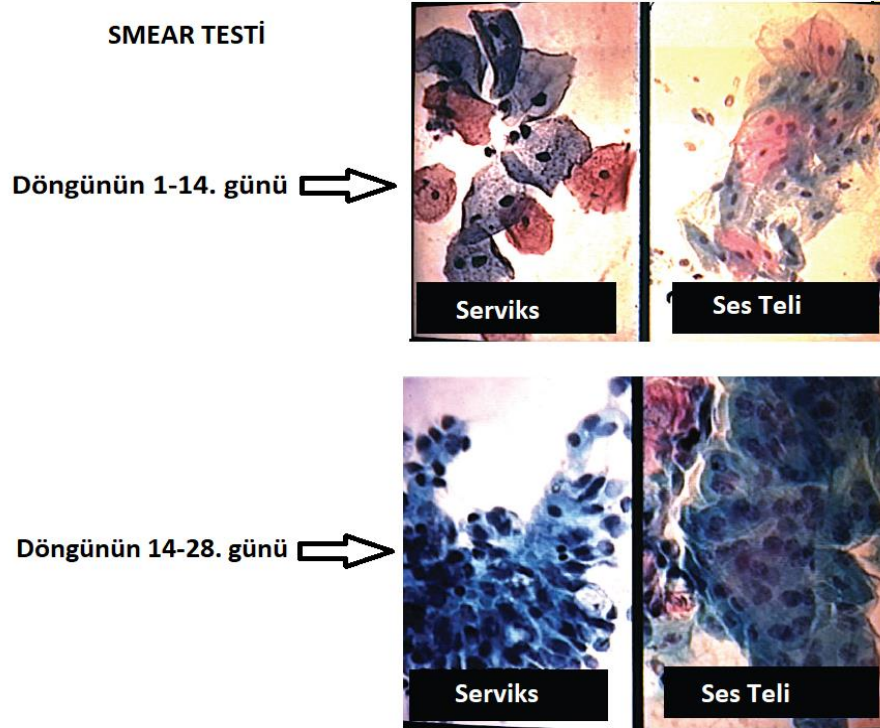 SMEAR TESTİ
Döngünün 1-14. günü
Serviks
Ses Teli
Döngünün 14-28. günü
Serviks
Ses Teli